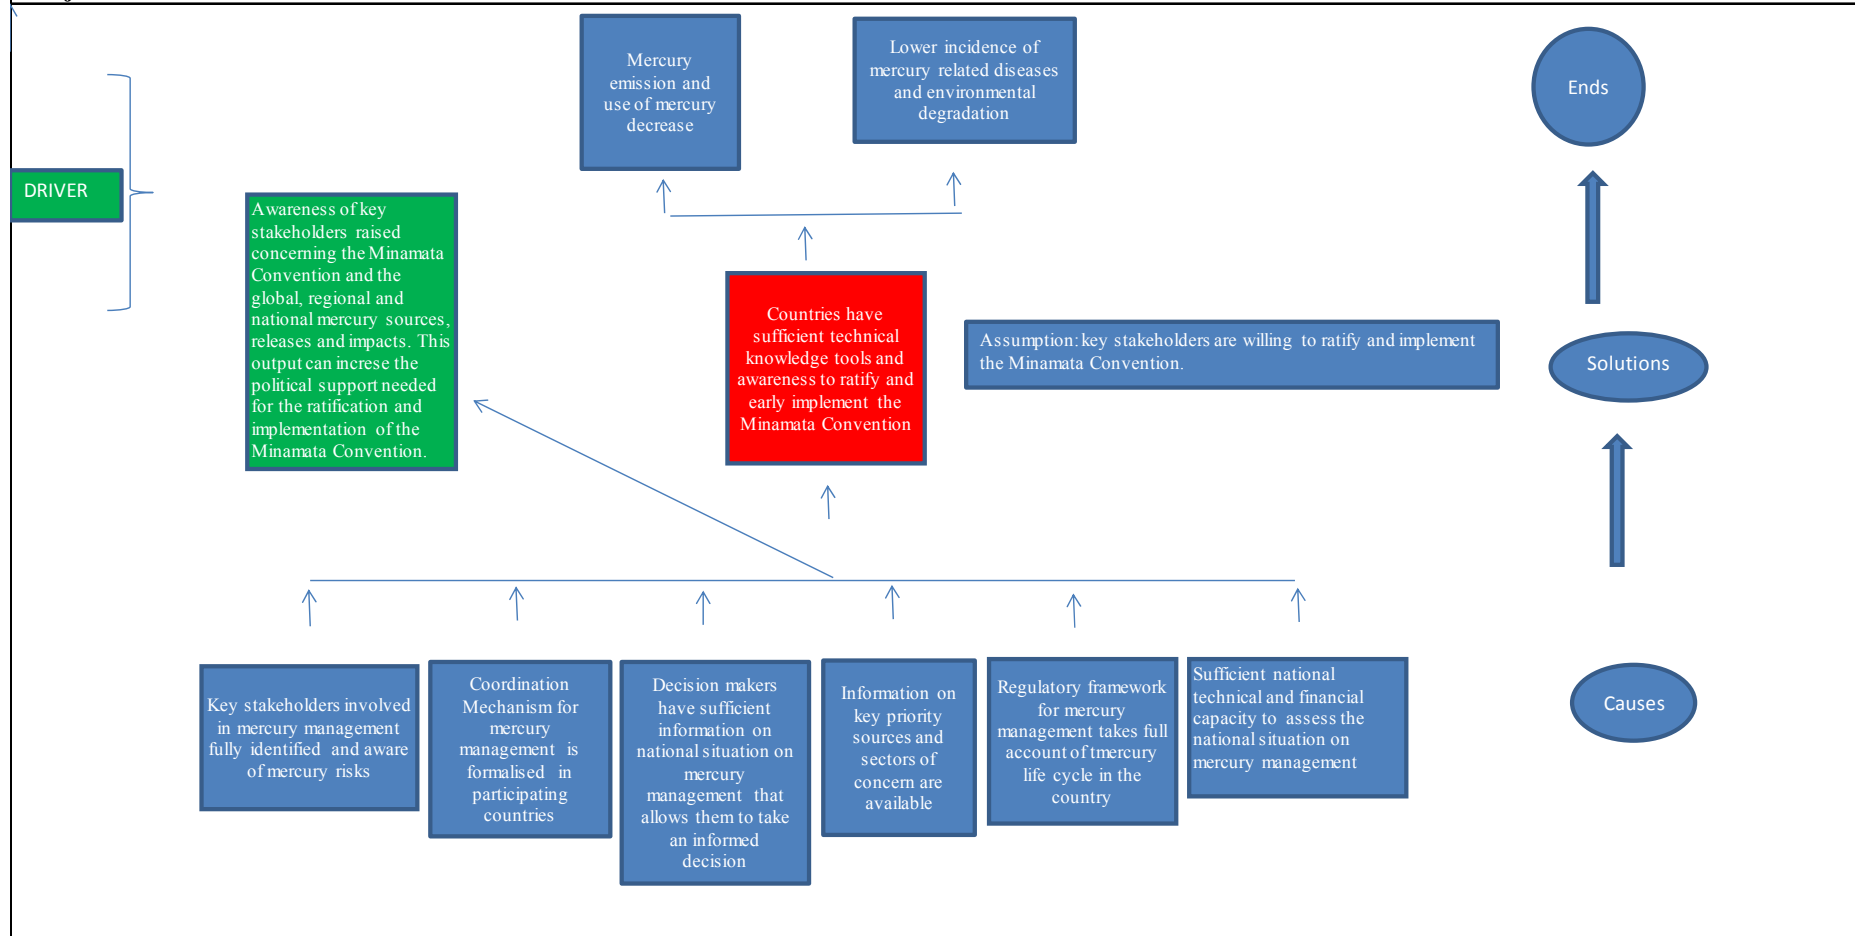 Mercury
emission and
use of mercury
decrease
Lower incidence of
mercury related diseases
and environmental
degradation
Ends
DRIVER
Awareness of key
stakeholders raised
concerning the Minamata
Convention and the
global, regional and
national mercury sources,
releases and impacts. This
output can increse the
political support needed
for the ratification and
implementation of the
Minamata Convention.
Countries have
sufficient technical
knowledge tools and
awareness to ratify and
early implement the
Minamata Convention
Assumption: key stakeholders are willing to ratify and implement
the Minamata Convention.
Solutions
Key stakeholders involved
in mercury management
fully identified and aware
of mercury risks
Coordination
Mechanism for
mercury
management is
formalised in
participating
countries
Decision makers
have sufficient
information on
national situation on
mercury
management that
allows them to take
an informed
decision
Information on
key priority
sources and
sectors of
concern are
available
Regulatory framework
for mercury
management takes full
account of tmercury
life cycle in the
country
Sufficient national
technical and financial
capacity to assess the
national situation on
mercury management
Causes